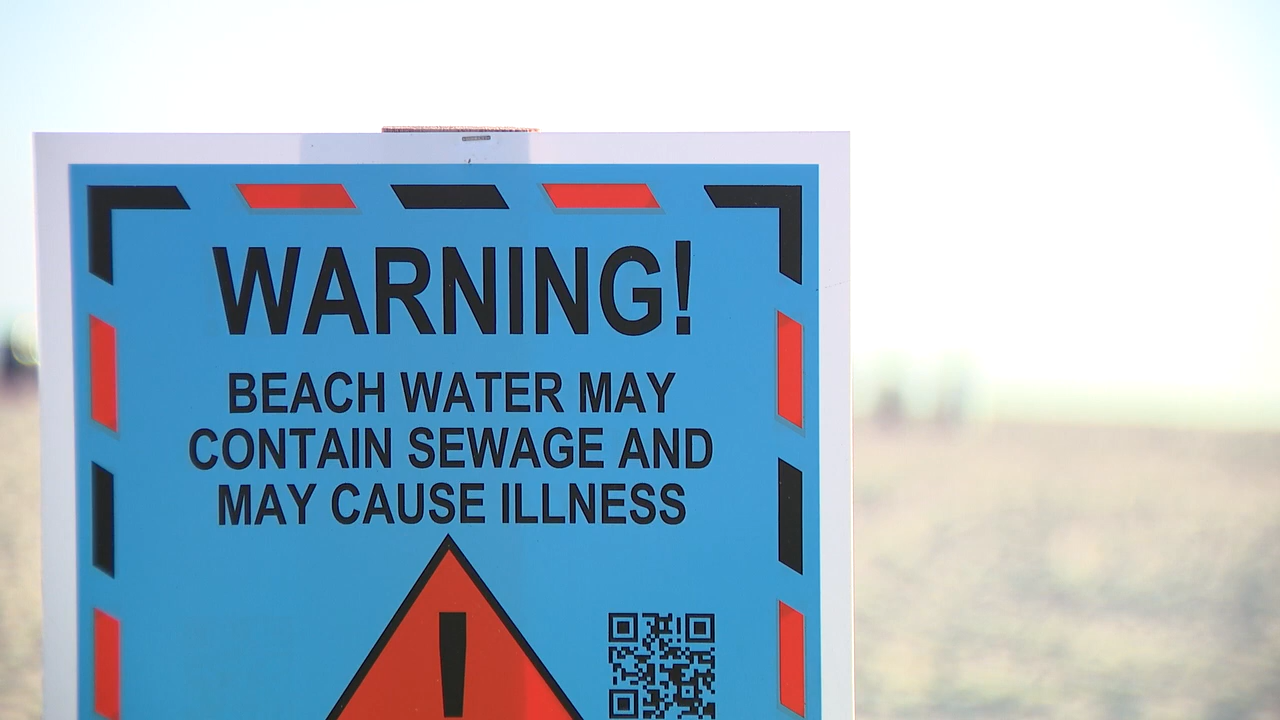 WARNING!
BEACH WATER MAY
CONTAIN SEWAGE AND
MAY CAUSE ILLNESS
!